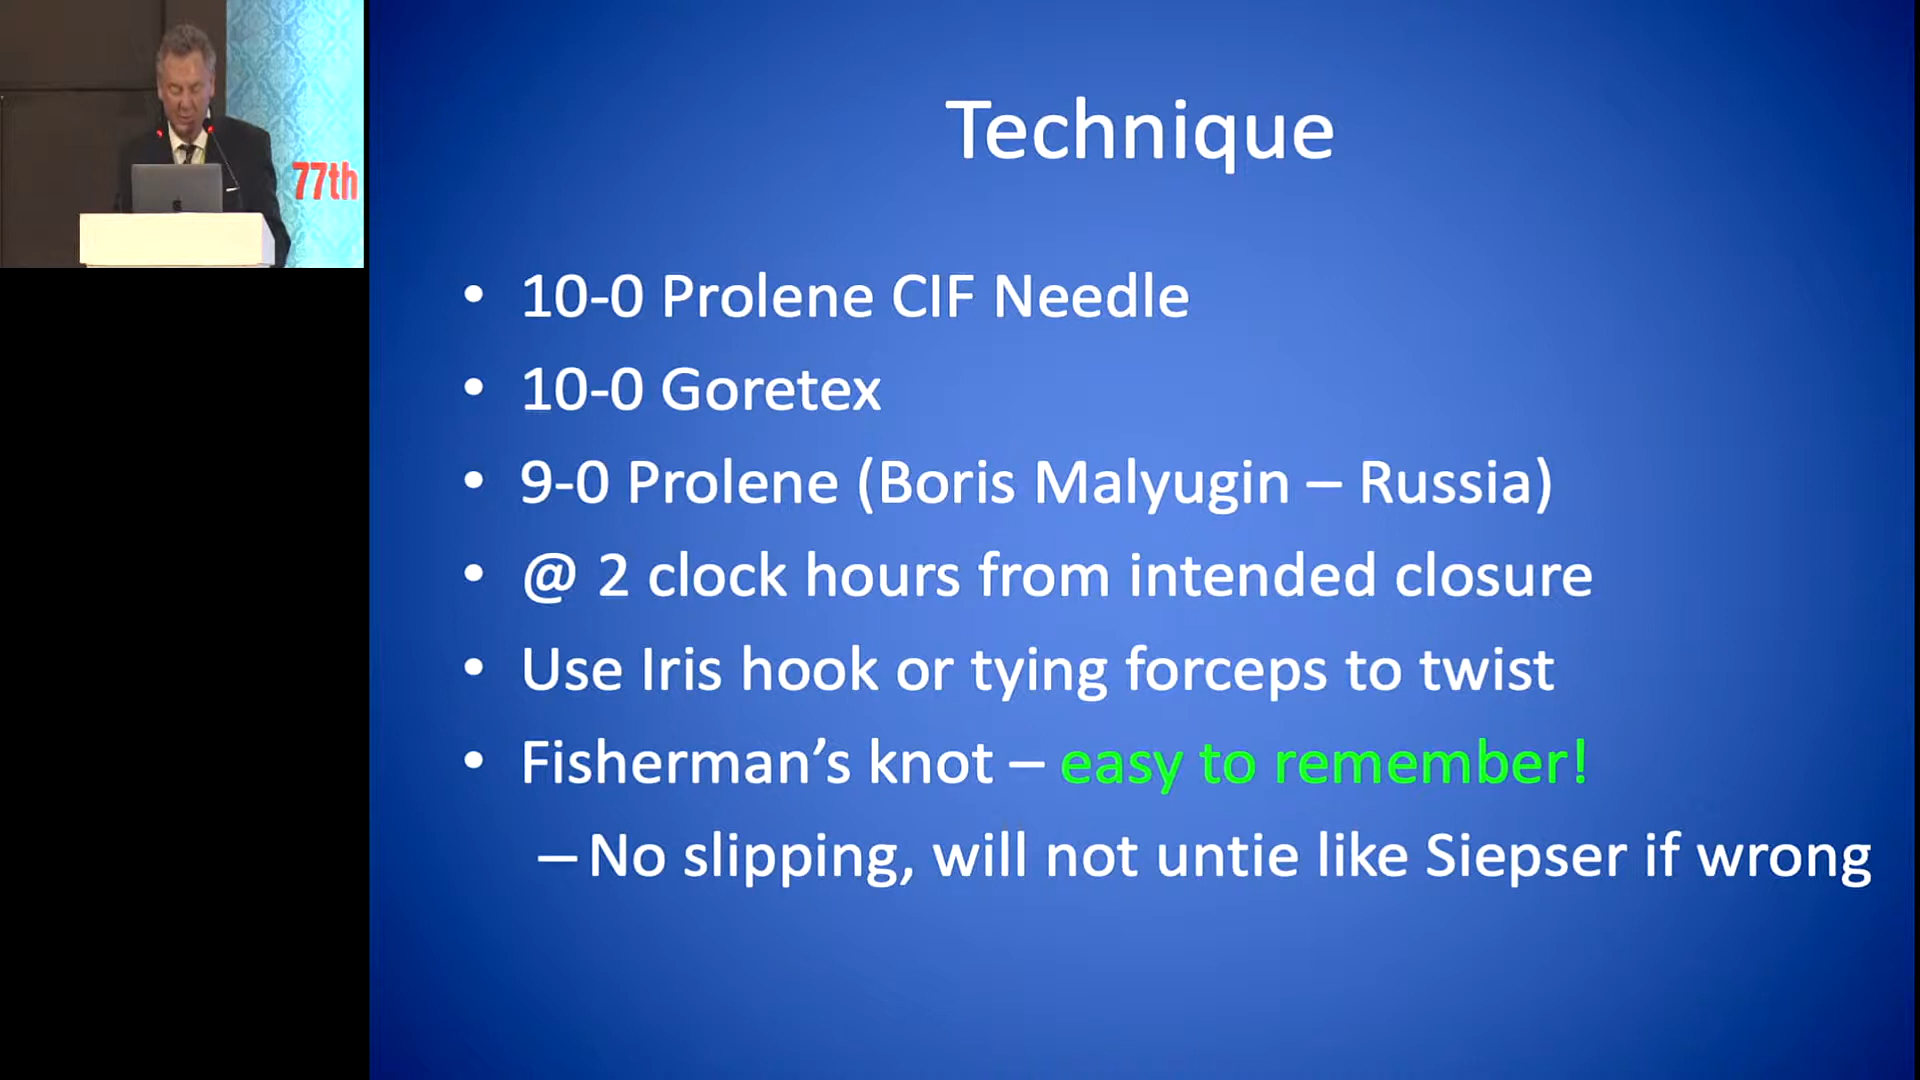 77th
Technique
• 10-0 Prolene CIF Needle
• 10-0 Goretex
• 9-0 Prolene (Boris Malyugin – Russia)
• @ 2 clock hours from intended closure
• Use Iris hook or tying forceps to twist
• Fisherman’s knot – easy to remember!
– No slipping, will not untie like Siepser if wrong